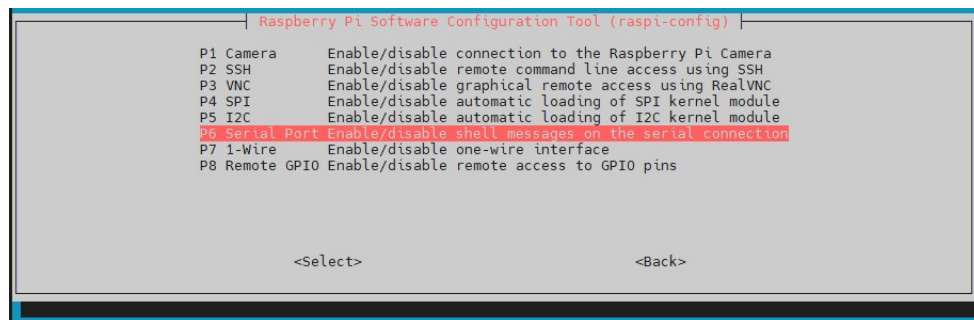 Raspberry Pi Software Configuration Tool (raspi-config)
P1 Camera Enable/disable connection to the Raspberry Pi Camera
P2 SSH Enable/disable remote command line access using SSH
P3 VNC Enable/disable graphical remote access using RealVNC
P4 SPI Enable/disable automatic loading of SPI kernel module
P5 I2C Enable/disable automatic loading of I2C kernel module
P6 Serial Port Enable/disable shell messages on the serial connection
P7 1-Wire Enable/disable one-wire interface
P8 Remote GPIO Enable/disable remote access to GPIO pins
<Select> <Back>